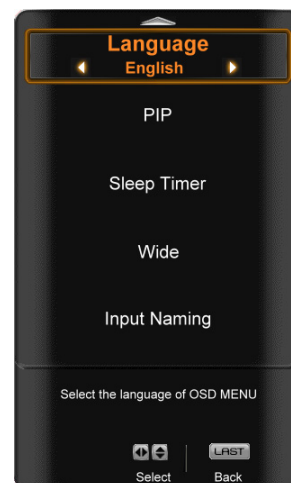 Language
English
PIP
Sleep Timer
Wide
Input Naming
Select the language of OSD MENU
LAST
Select Back